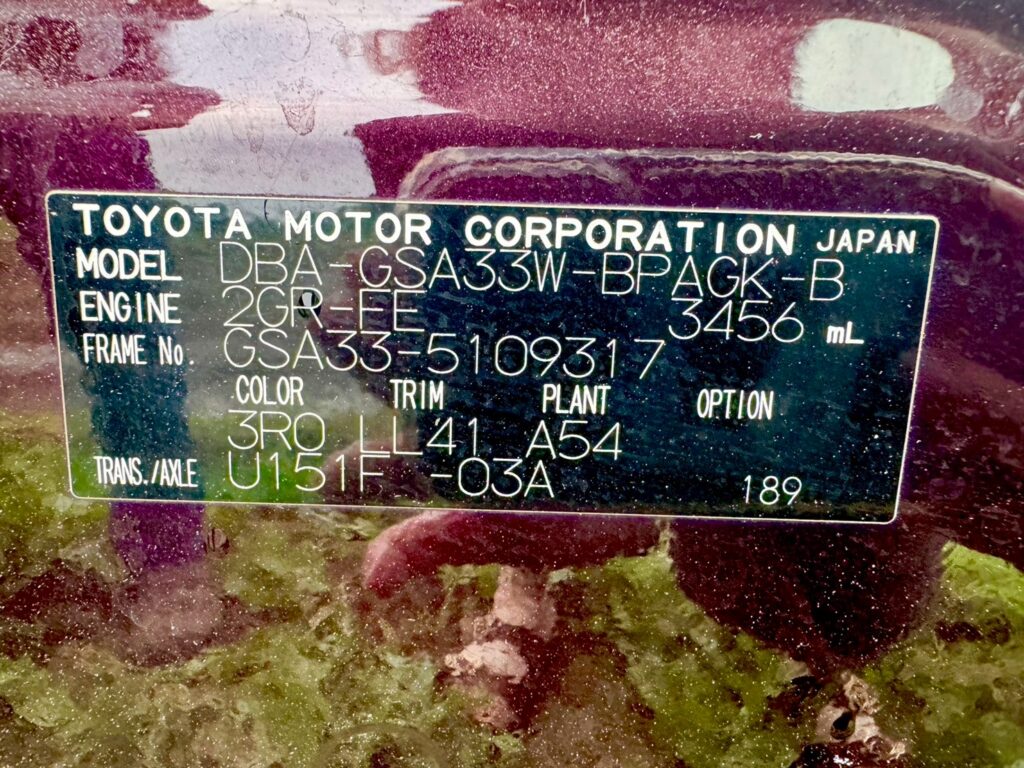 TOYOTA MOTOR CORPORATION JAPAN
MODEL DBA-GSA33W-BPAGK-B
ENGINE 2GR-FE 3456 mL
FRAME No. GSA33-5109317
COLOR TRIM PLANT OPTION
3R0 LL41 A54
TRANS./AXLE U151F -03A 189